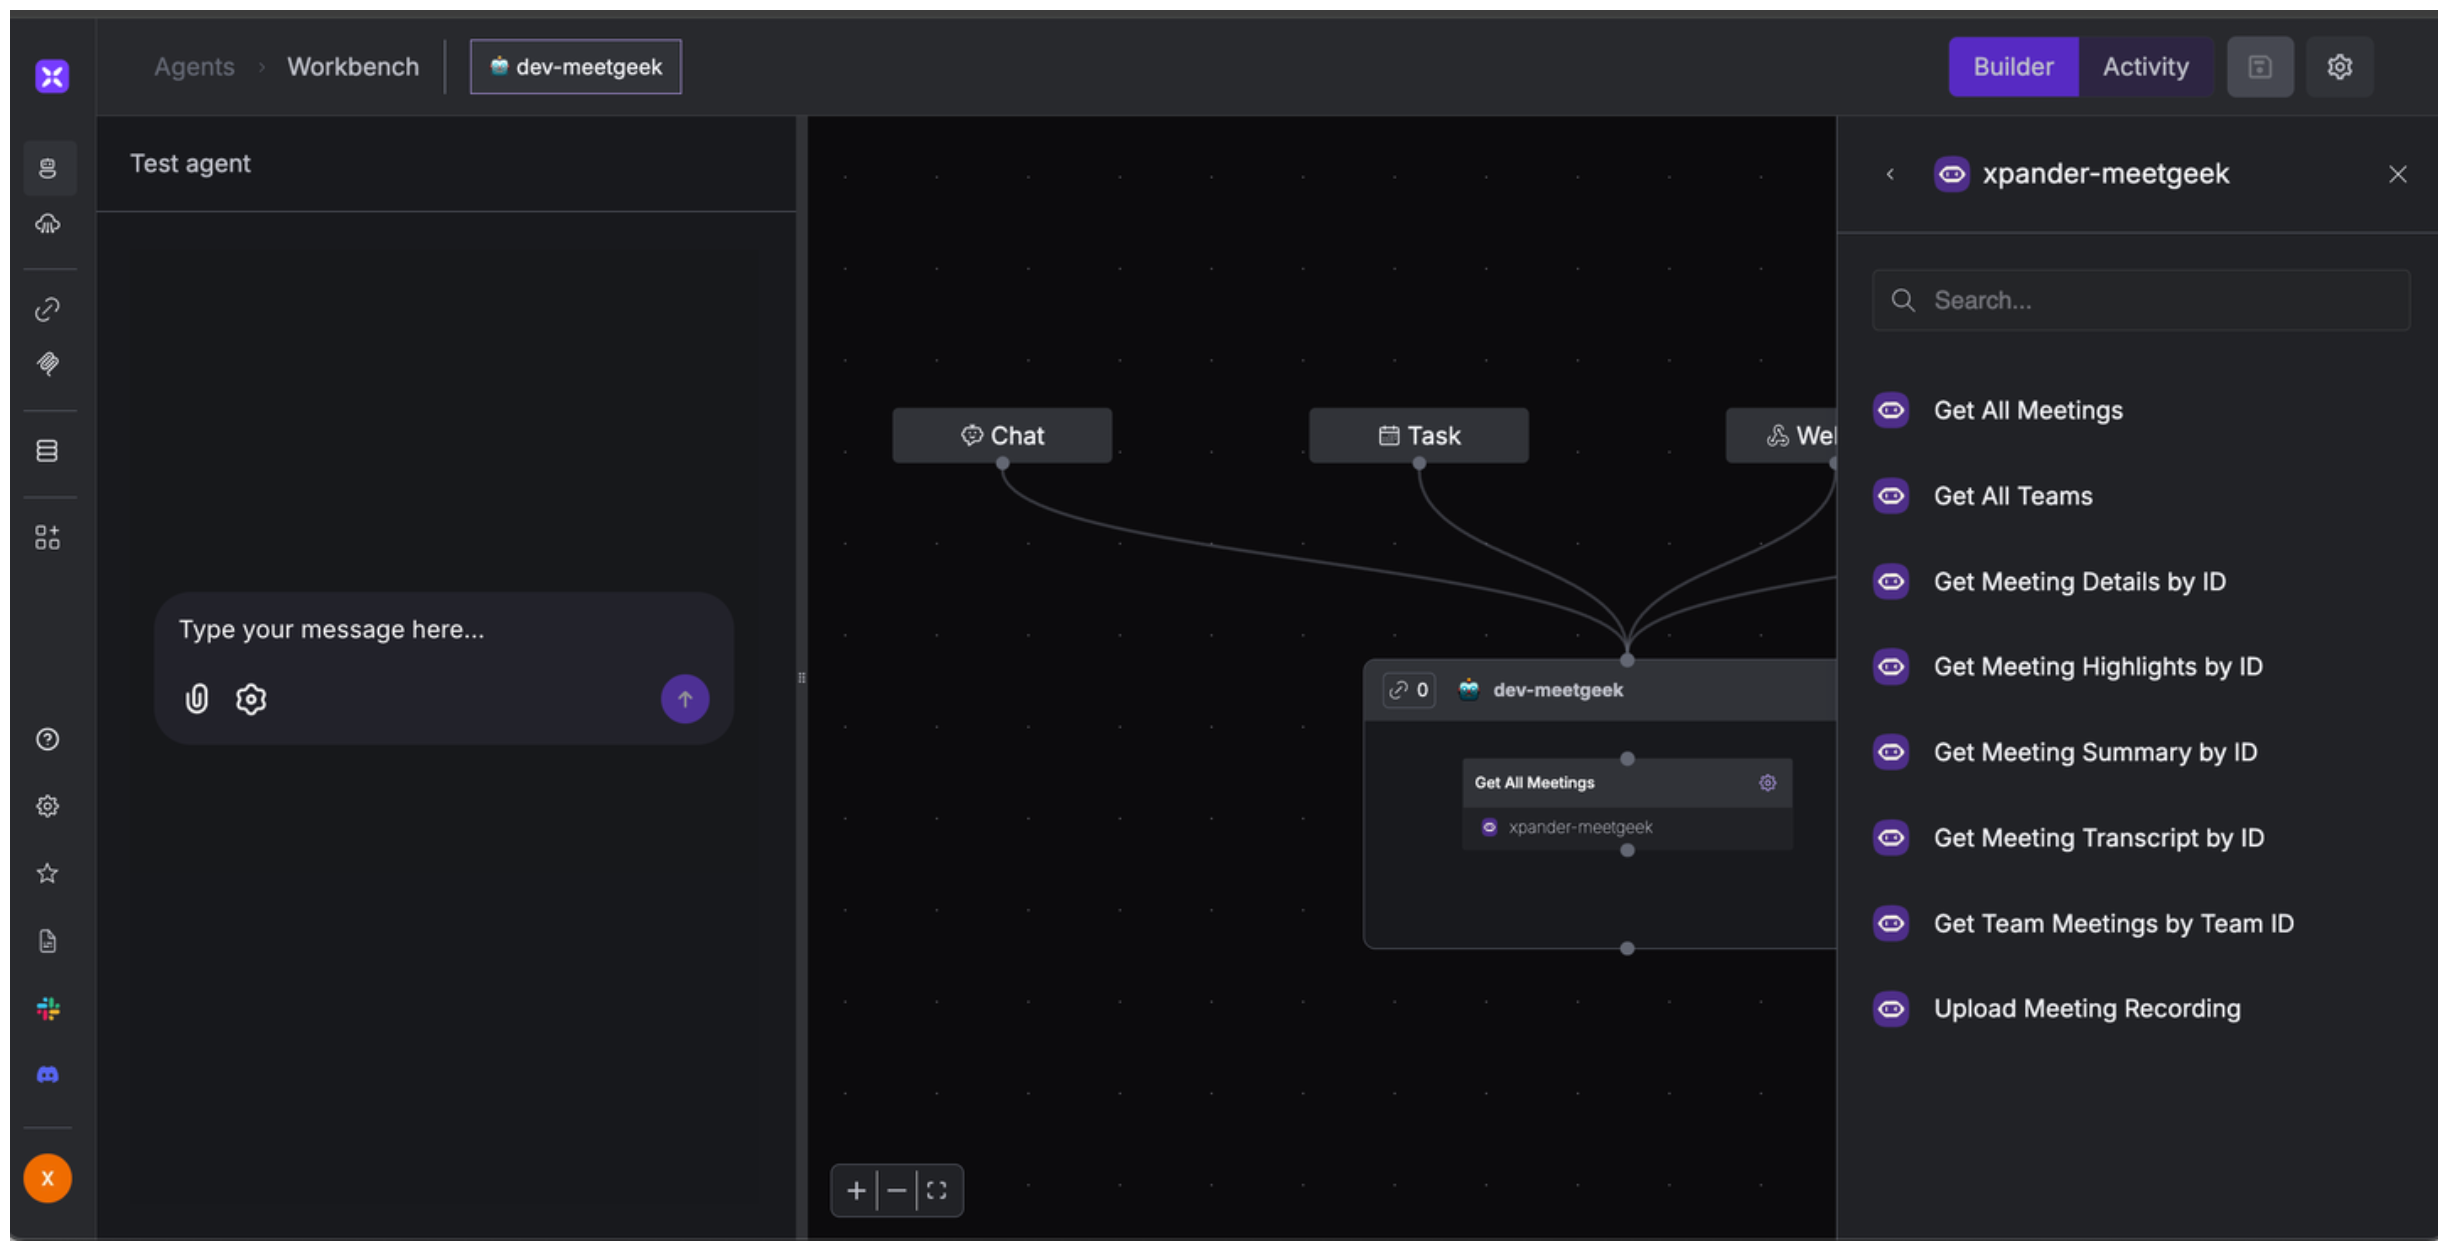 Agents › Workbench
dev-meetgeek
Builder
Activity
Test agent
Type your message here...
X
Chat
Task
We
0
dev-meetgeek
Get All Meetings
xpander-meetgeek
xpander-meetgeek
Search...
Get All Meetings
Get All Teams
Get Meeting Details by ID
Get Meeting Highlights by ID
Get Meeting Summary by ID
Get Meeting Transcript by ID
Get Team Meetings by Team ID
Upload Meeting Recording